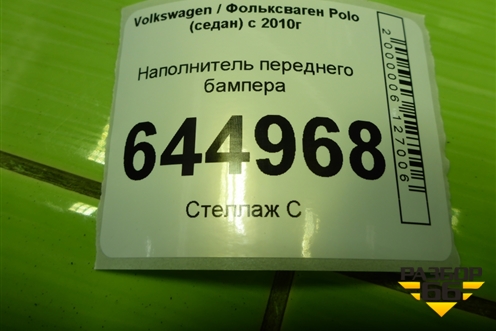 Volkswagen / Фольксваген Polo
(седан) с 2010г
Наполнитель переднего
бампера
644968
Стеллаж С
2000006127006
РАЗБОР
66